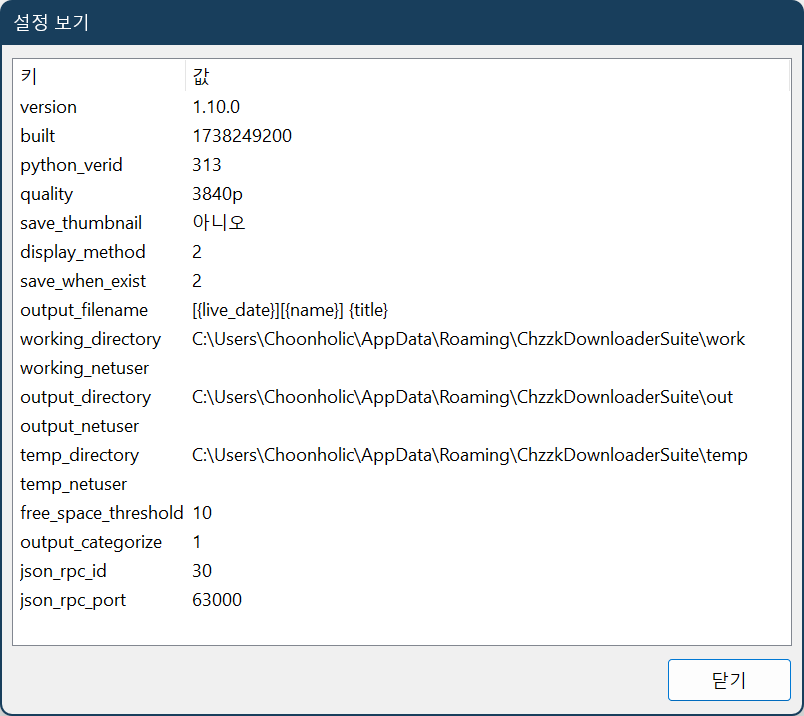 설정 보기
키 값
version 1.10.0
built 1738249200
python_verid 313
quality 3840p
save_thumbnail 아니오
display_method 2
save_when_exist 2
output_filename [{live_date}][{name}] {title}
working_directory C:\Users\Choonholic\AppData\Roaming\ChzzkDownloaderSuite\work
working_netuser
output_directory C:\Users\Choonholic\AppData\Roaming\ChzzkDownloaderSuite\out
output_netuser
temp_directory C:\Users\Choonholic\AppData\Roaming\ChzzkDownloaderSuite\temp
temp_netuser
free_space_threshold 10
output_categorize 1
json_rpc_id 30
json_rpc_port 63000
닫기